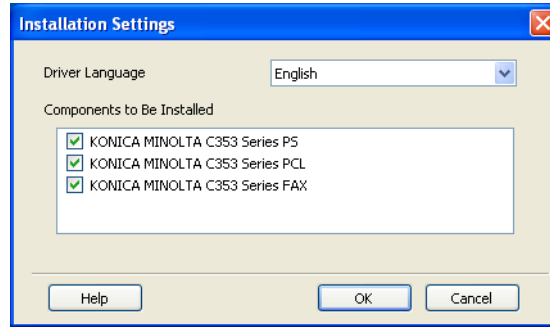 Installation Settings
Driver Language English
Components to Be Installed
KONICA MINOLTA C353 Series PS
KONICA MINOLTA C353 Series PCL
KONICA MINOLTA C353 Series FAX
Help OK Cancel